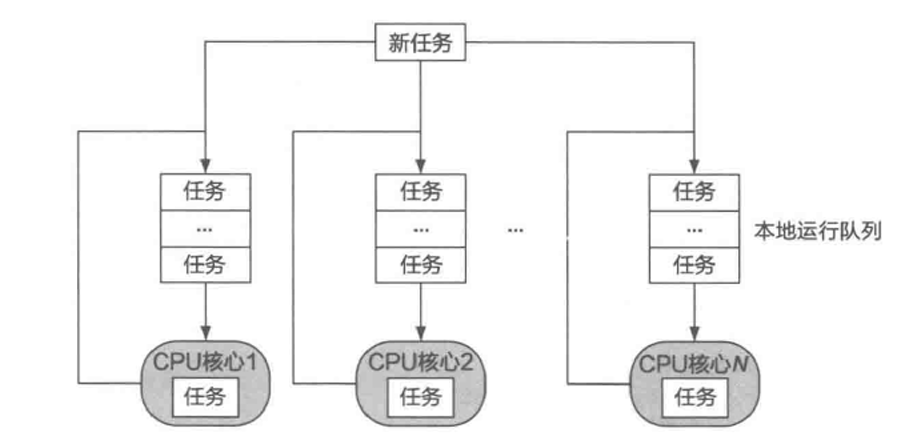 新任务
任务 任务 任务
... ... ... ... 本地运行队列
任务 任务 任务
CPU核心1 CPU核心2 CPU核心N
任务 任务 任务